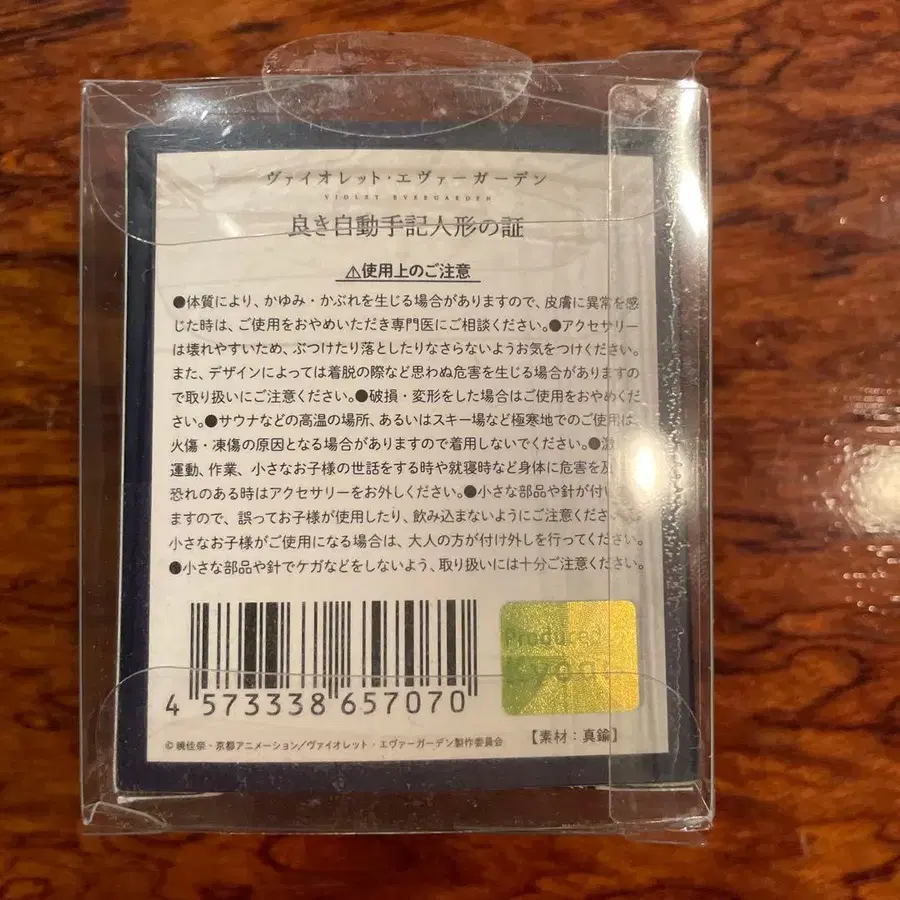 ヴァイオレット・エヴァーガーデン
VIOLET EVERGARDEN
良き自動手記人形の証
⚠使用上のご注意
●体質により、かゆみ・かぶれを生じる場合がありますので、皮膚に異常を感
じた時は、ご使用をおやめいただき専門医にご相談ください。●アクセサリー
は壊れやすいため、ぶつけたり落としたりなさらないようお気をつけください。
また、デザインによっては着脱の際など思わぬ危害を生じる場合がありますの
で取り扱いにご注意ください。●破損・変形をした場合はご使用をおやめくだ
さい。●サウナなどの高温の場所、あるいはスキー場など極寒地でのご使用は、
火傷・凍傷の原因となる場合がありますので着用しないでください。●激
運動、作業、小さなお子様の世話をする時や就寝時など身体に危害を及
恐れのある時はアクセサリーをお外しください。●小さな部品や針が付い
ますので、誤ってお子様が使用したり、飲み込まないようにご注意くださ
小さなお子様がご使用になる場合は、大人の方が付け外しを行ってください。
●小さな部品や針でケガなどをしないよう、取り扱いには十分ご注意ください。
4 573338 657070
Produced
©暁佳奈・京都アニメーション/ヴァイオレット・エヴァーガーデン製作委員会
【素材：真鍮】